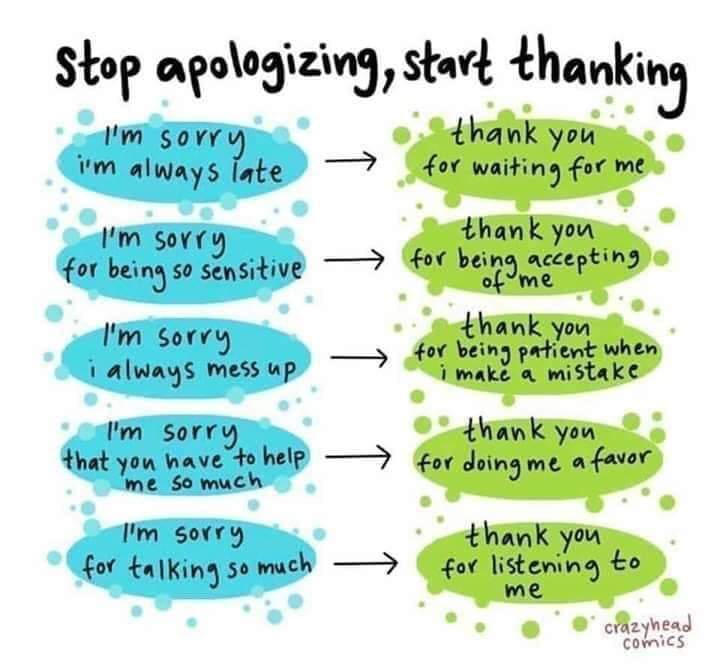 Stop apologizing, start thanking
I'm sorry
i'm always late
→
thank you
for waiting for me
I'm sorry
for being so sensitive
→
thank you
for being accepting
of me
I'm sorry
i always mess up
→
thank you
for being patient when
i make a mistake
I'm sorry
that you have to help
me so much
→
thank you
for doing me a favor
I'm sorry
for talking so much
→
thank you
for listening to
me
crazyhead
comics